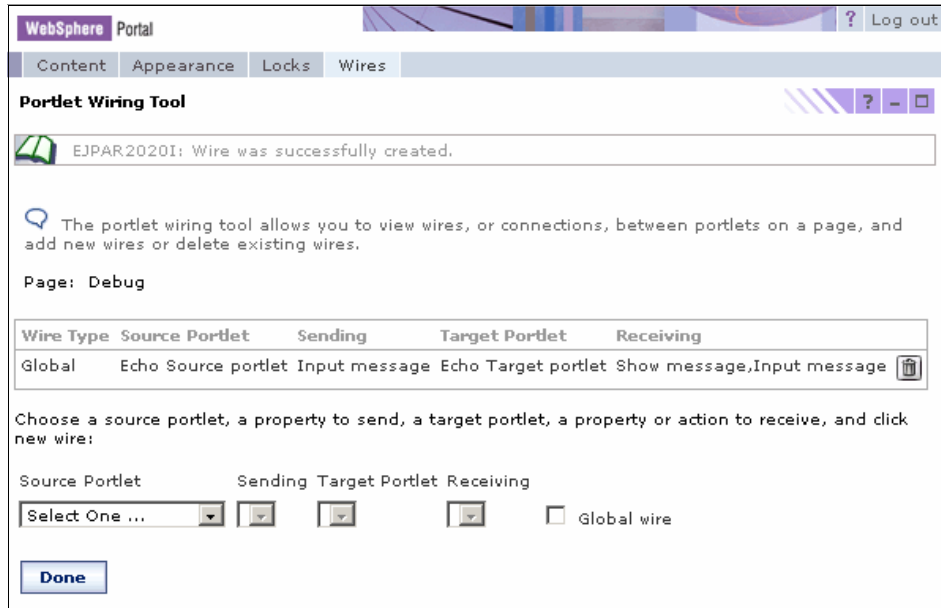 WebSphere Portal ? Log out
Content Appearance Locks Wires
Portlet Wiring Tool ?
EJPAR2020I: Wire was successfully created.
The portlet wiring tool allows you to view wires, or connections, between portlets on a page, and
add new wires or delete existing wires.
Page: Debug
Wire Type Source Portlet Sending Target Portlet Receiving
Global Echo Source portlet Input message Echo Target portlet Show message,Input message
Choose a source portlet, a property to send, a target portlet, a property or action to receive, and click
new wire:
Source Portlet Sending Target Portlet Receiving
Select One ... Global wire
Done